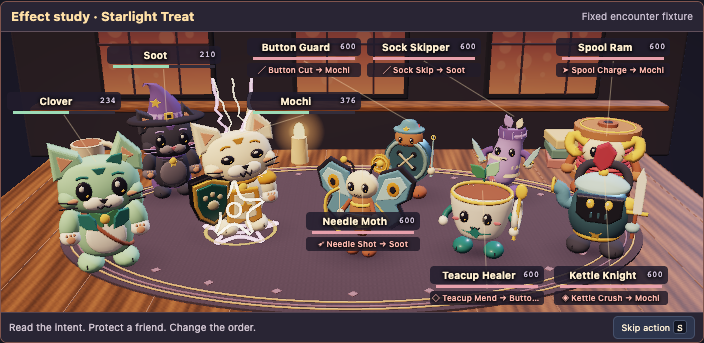 Effect study · Starlight Treat
Fixed encounter fixture
Soot 210
Button Guard 600
Button Cut → Mochi
Sock Skipper 600
Sock Skip → Soot
Spool Ram 600
Spool Charge → Mochi
Clover 234
Mochi 376
Needle Moth 600
Needle Shot → Soot
Teacup Healer 600
Teacup Mend → Butto...
Kettle Knight 600
Kettle Crush → Mochi
Read the intent. Protect a friend. Change the order.
Skip action S